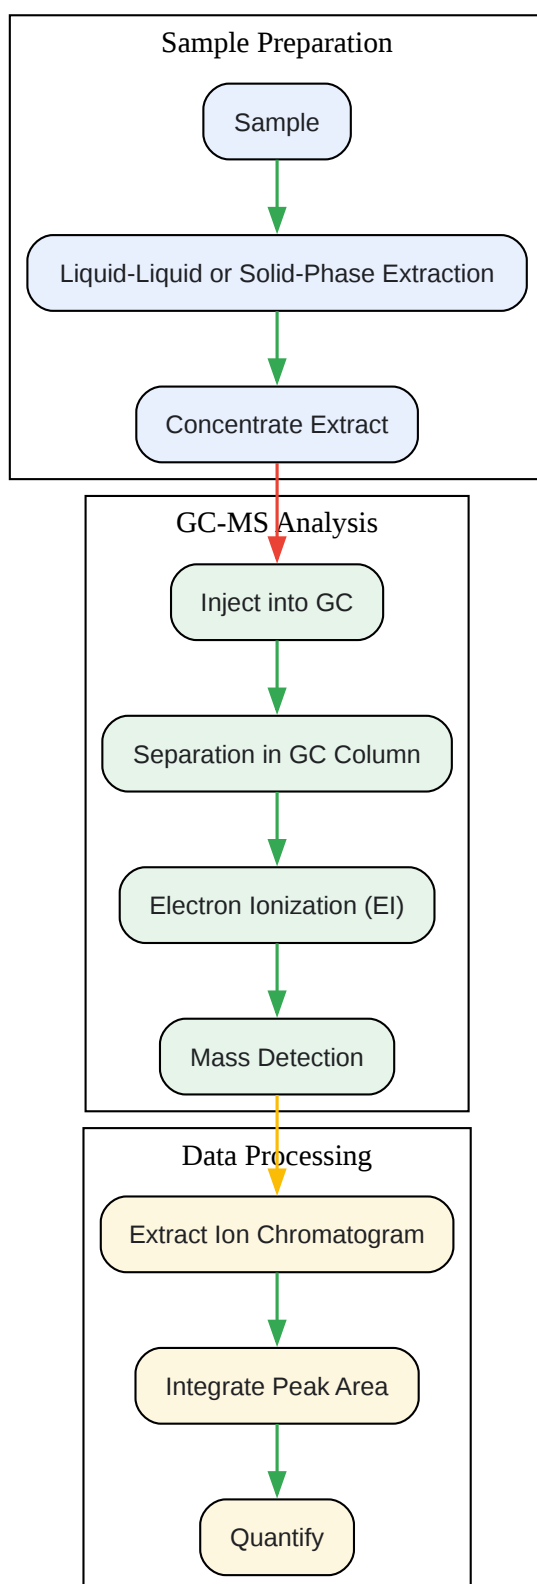 Sample Preparation
Sample
Liquid-Liquid or Solid-Phase Extraction
Concentrate Extract
GC-MS Analysis
Inject into GC
Separation in GC Column
Electron Ionization (EI)
Mass Detection
Data Processing
Extract Ion Chromatogram
Integrate Peak Area
Quantify